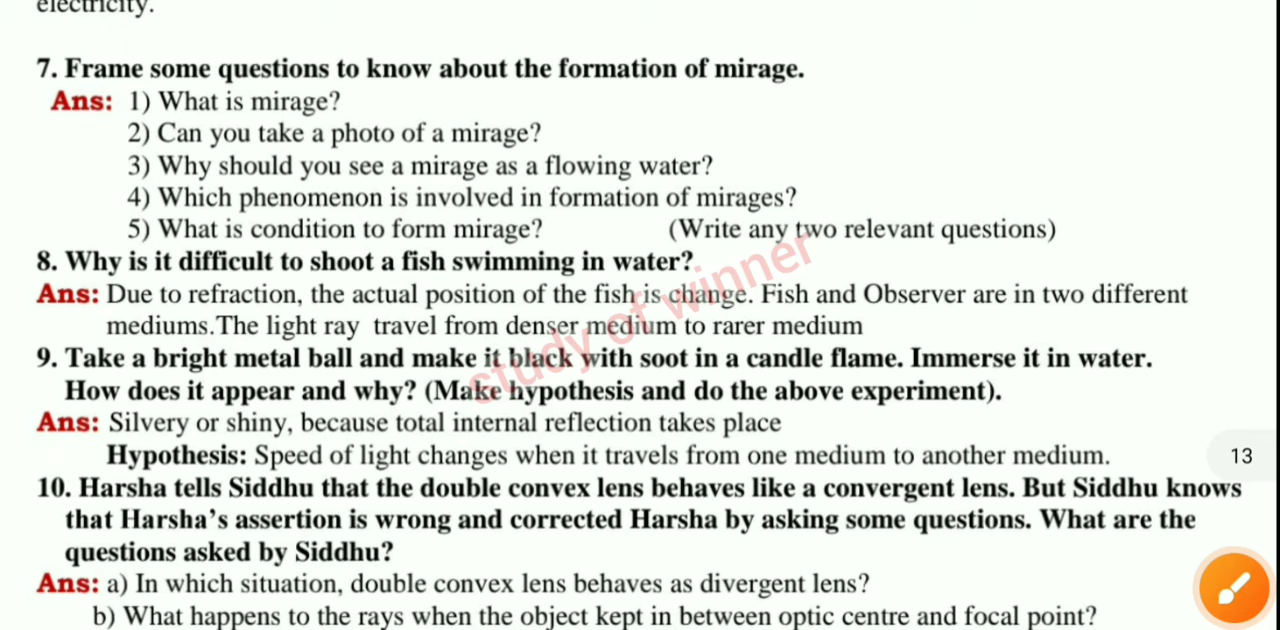 electricity.
7. Frame some questions to know about the formation of mirage.
Ans: 1) What is mirage?
2) Can you take a photo of a mirage?
3) Why should you see a mirage as a flowing water?
4) Which phenomenon is involved in formation of mirages?
5) What is condition to form mirage? (Write any two relevant questions)
8. Why is it difficult to shoot a fish swimming in water?
Ans: Due to refraction, the actual position of the fish is change. Fish and Observer are in two different
mediums.The light ray travel from denser medium to rarer medium
study of winner
9. Take a bright metal ball and make it black with soot in a candle flame. Immerse it in water.
How does it appear and why? (Make hypothesis and do the above experiment).
Ans: Silvery or shiny, because total internal reflection takes place
Hypothesis: Speed of light changes when it travels from one medium to another medium.
13
10. Harsha tells Siddhu that the double convex lens behaves like a convergent lens. But Siddhu knows
that Harsha’s assertion is wrong and corrected Harsha by asking some questions. What are the
questions asked by Siddhu?
Ans: a) In which situation, double convex lens behaves as divergent lens?
b) What happens to the rays when the object kept in between optic centre and focal point?